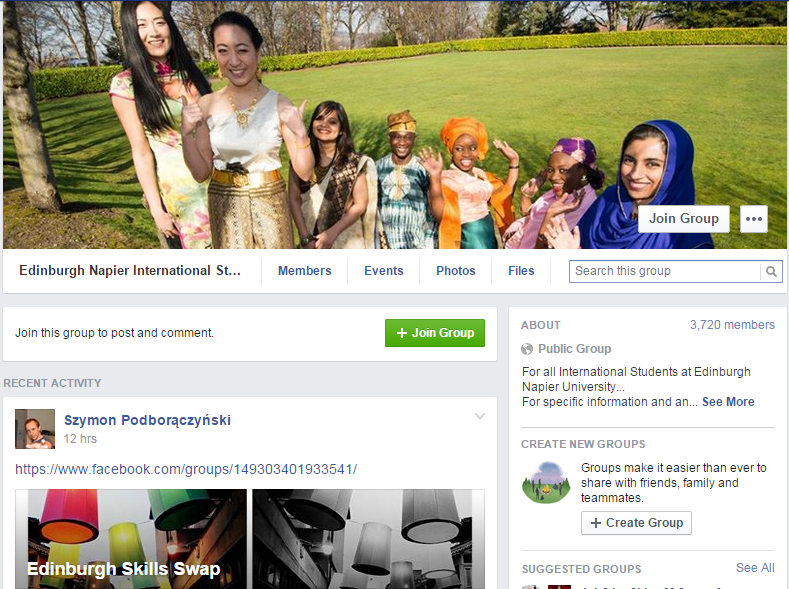 Join Group
Edinburgh Napier International St...
Members
Events
Photos
Files
Search this group
Join this group to post and comment.
+ Join Group
RECENT ACTIVITY
Szymon Podborączyński
12 hrs
https://www.facebook.com/groups/149303401933541/
Edinburgh Skills Swap
ABOUT
3,720 members
Public Group
For all International Students at Edinburgh
Napier University...
For specific information and an... See More
CREATE NEW GROUPS
Groups make it easier than ever to
share with friends, family and
teammates.
+ Create Group
SUGGESTED GROUPS
See All